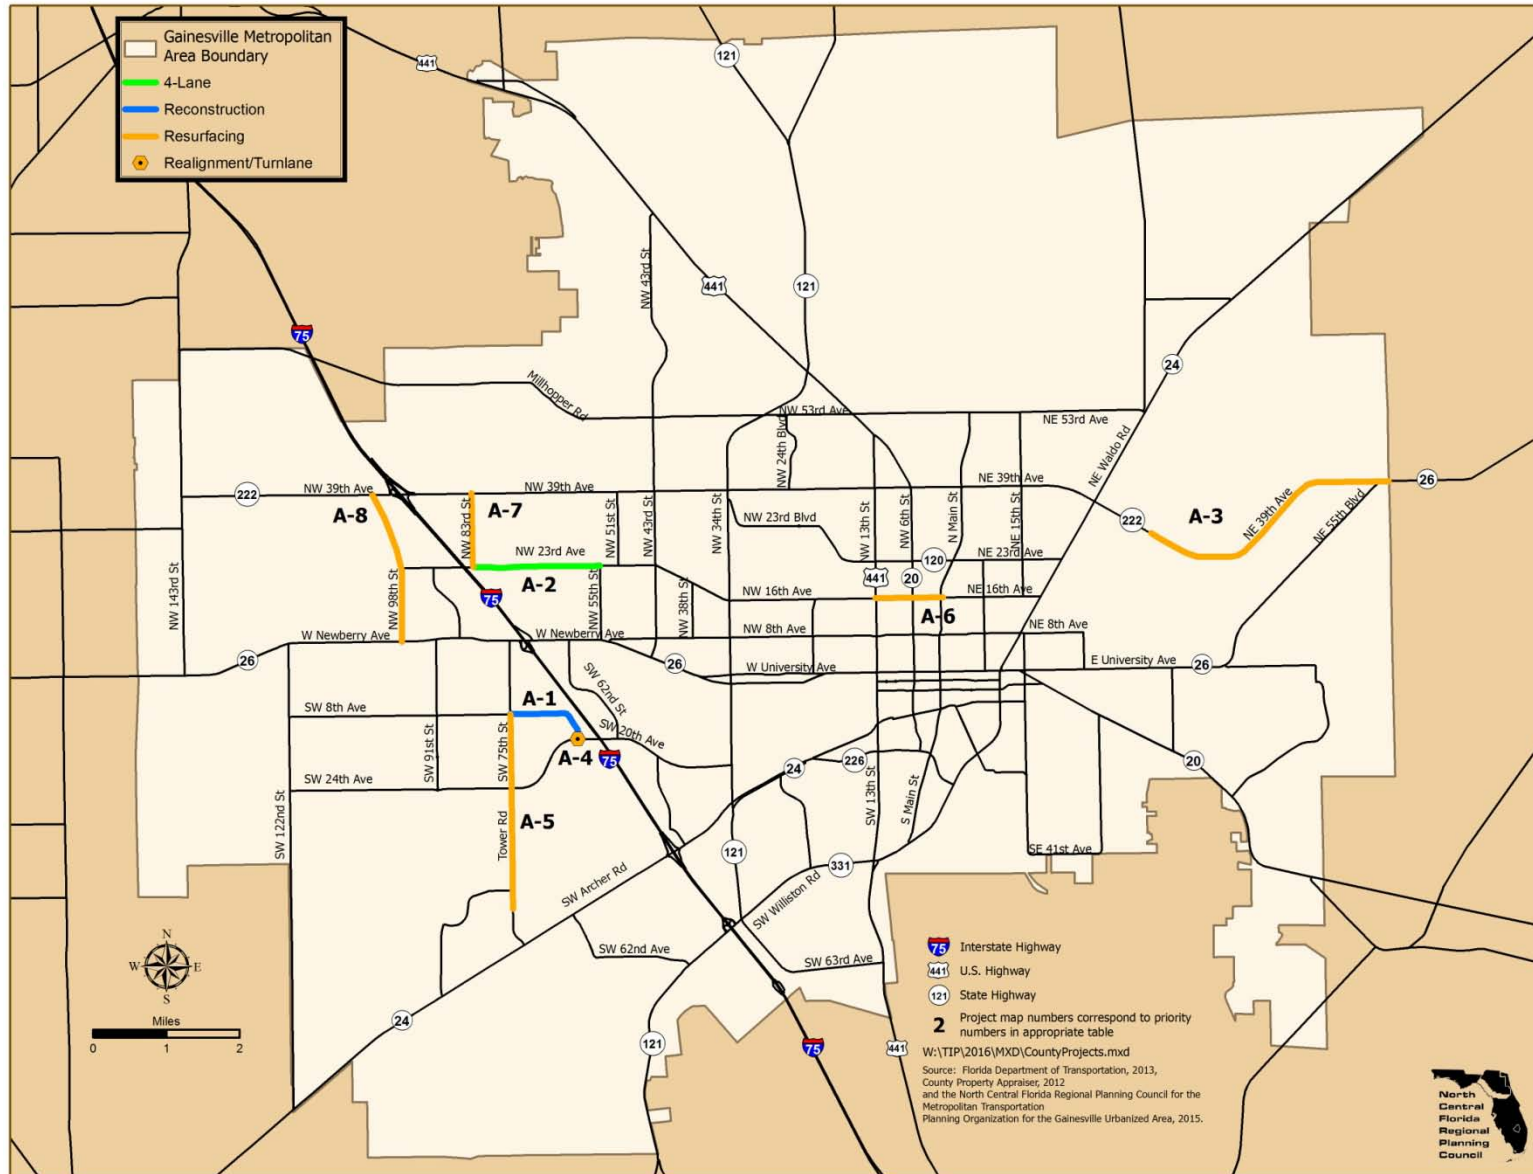 Gainesville Metropolitan
Area Boundary
4-Lane
Reconstruction
Resurfacing
Realignment/Turnlane
441
121
NW 43rd St
441
121
75
24
Millhopper Rd
NW 53rd Ave
NE 53rd Ave
NW 24th Blvd
NE Waldo Rd
222
NW 39th Ave
NW 39th Ave
NE 39th Ave
26
A-8
A-7
A-3
NW 83rd St
NW 51st St
NW 43rd St
NW 34th St
NW 23rd Blvd
NW 13th St
NW 6th St
N Main St
NE 15th St
222
NE 39th Ave
NE 55th Blvd
NW 23rd Ave
120
NE 23rd Ave
NW 143rd St
NW 98th St
A-2
75
NW 55th St
NW 38th St
441
20
NW 16th Ave
NE 16th Ave
A-6
W Newberry Ave
W Newberry Ave
NW 8th Ave
NE 8th Ave
26
26
W University Ave
E University Ave
26
SW 62nd St
A-1
SW 8th Ave
SW 91st St
SW 75th St
SW 20th Ave
A-4
75
24
226
20
SW 24th Ave
SW 122nd St
SW 13th St
S Main St
A-5
Tower Rd
121
331
SE 41st Ave
SW Archer Rd
SW Williston Rd
SW 62nd Ave
SW 63rd Ave
24
121
75
441
N
W E
S
Miles
0 1 2
75 Interstate Highway
441 U.S. Highway
121 State Highway
2 Project map numbers correspond to priority
numbers in appropriate table
W:\TIP\2016\MXD\CountyProjects.mxd
Source: Florida Department of Transportation, 2013,
County Property Appraiser, 2012
and the North Central Florida Regional Planning Council for the
Metropolitan Transportation
Planning Organization for the Gainesville Urbanized Area, 2015.
North
Central
Florida
Regional
Planning
Council